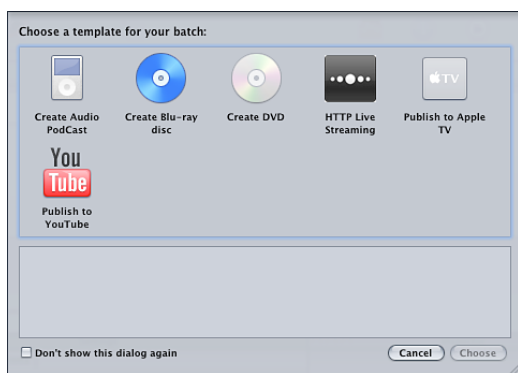 Choose a template for your batch:
tv
Create Audio
PodCast
Create Blu-ray
disc
Create DVD
HTTP Live
Streaming
Publish to Apple
TV
You
Tube
Publish to
YouTube
Don't show this dialog again
Cancel
Choose